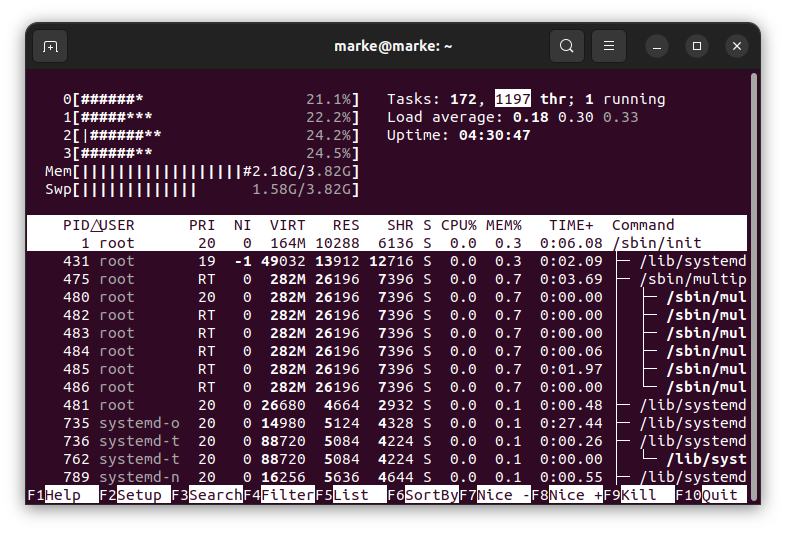 marke@marke: ~
0[######* 21.1%] Tasks: 172, 1197 thr; 1 running
1[#####*** 22.2%] Load average: 0.18 0.30 0.33
2[|######** 24.2%] Uptime: 04:30:47
3[######** 24.5%]
Mem[||||||||||||||||||#2.18G/3.82G]
Swp[||||||||||||| 1.58G/3.82G]
PID△USER PRI NI VIRT RES SHR S CPU% MEM% TIME+ Command
1 root 20 0 164M 10288 6136 S 0.0 0.3 0:06.08 /sbin/init
431 root 19 -1 49032 13912 12716 S 0.0 0.3 0:02.09 ├─ /lib/systemd
475 root RT 0 282M 26196 7396 S 0.0 0.7 0:03.69 ├─ /sbin/multip
480 root 20 0 282M 26196 7396 S 0.0 0.7 0:00.00 │ ├─ /sbin/mul
482 root RT 0 282M 26196 7396 S 0.0 0.7 0:00.00 │ ├─ /sbin/mul
483 root RT 0 282M 26196 7396 S 0.0 0.7 0:00.00 │ ├─ /sbin/mul
484 root RT 0 282M 26196 7396 S 0.0 0.7 0:00.06 │ ├─ /sbin/mul
485 root RT 0 282M 26196 7396 S 0.0 0.7 0:01.97 │ ├─ /sbin/mul
486 root RT 0 282M 26196 7396 S 0.0 0.7 0:00.00 │ └─ /sbin/mul
481 root 20 0 26680 4664 2932 S 0.0 0.1 0:00.48 ├─ /lib/systemd
735 systemd-o 20 0 14980 5124 4328 S 0.0 0.1 0:27.44 ├─ /lib/systemd
736 systemd-t 20 0 88720 5084 4224 S 0.0 0.1 0:00.26 ├─ /lib/systemd
762 systemd-t 20 0 88720 5084 4224 S 0.0 0.1 0:00.00 │ └─ /lib/syst
789 systemd-n 20 0 16256 5636 4644 S 0.0 0.1 0:00.55 ├─ /lib/systemd
F1Help F2Setup F3SearchF4FilterF5List F6SortByF7Nice -F8Nice +F9Kill F10Quit